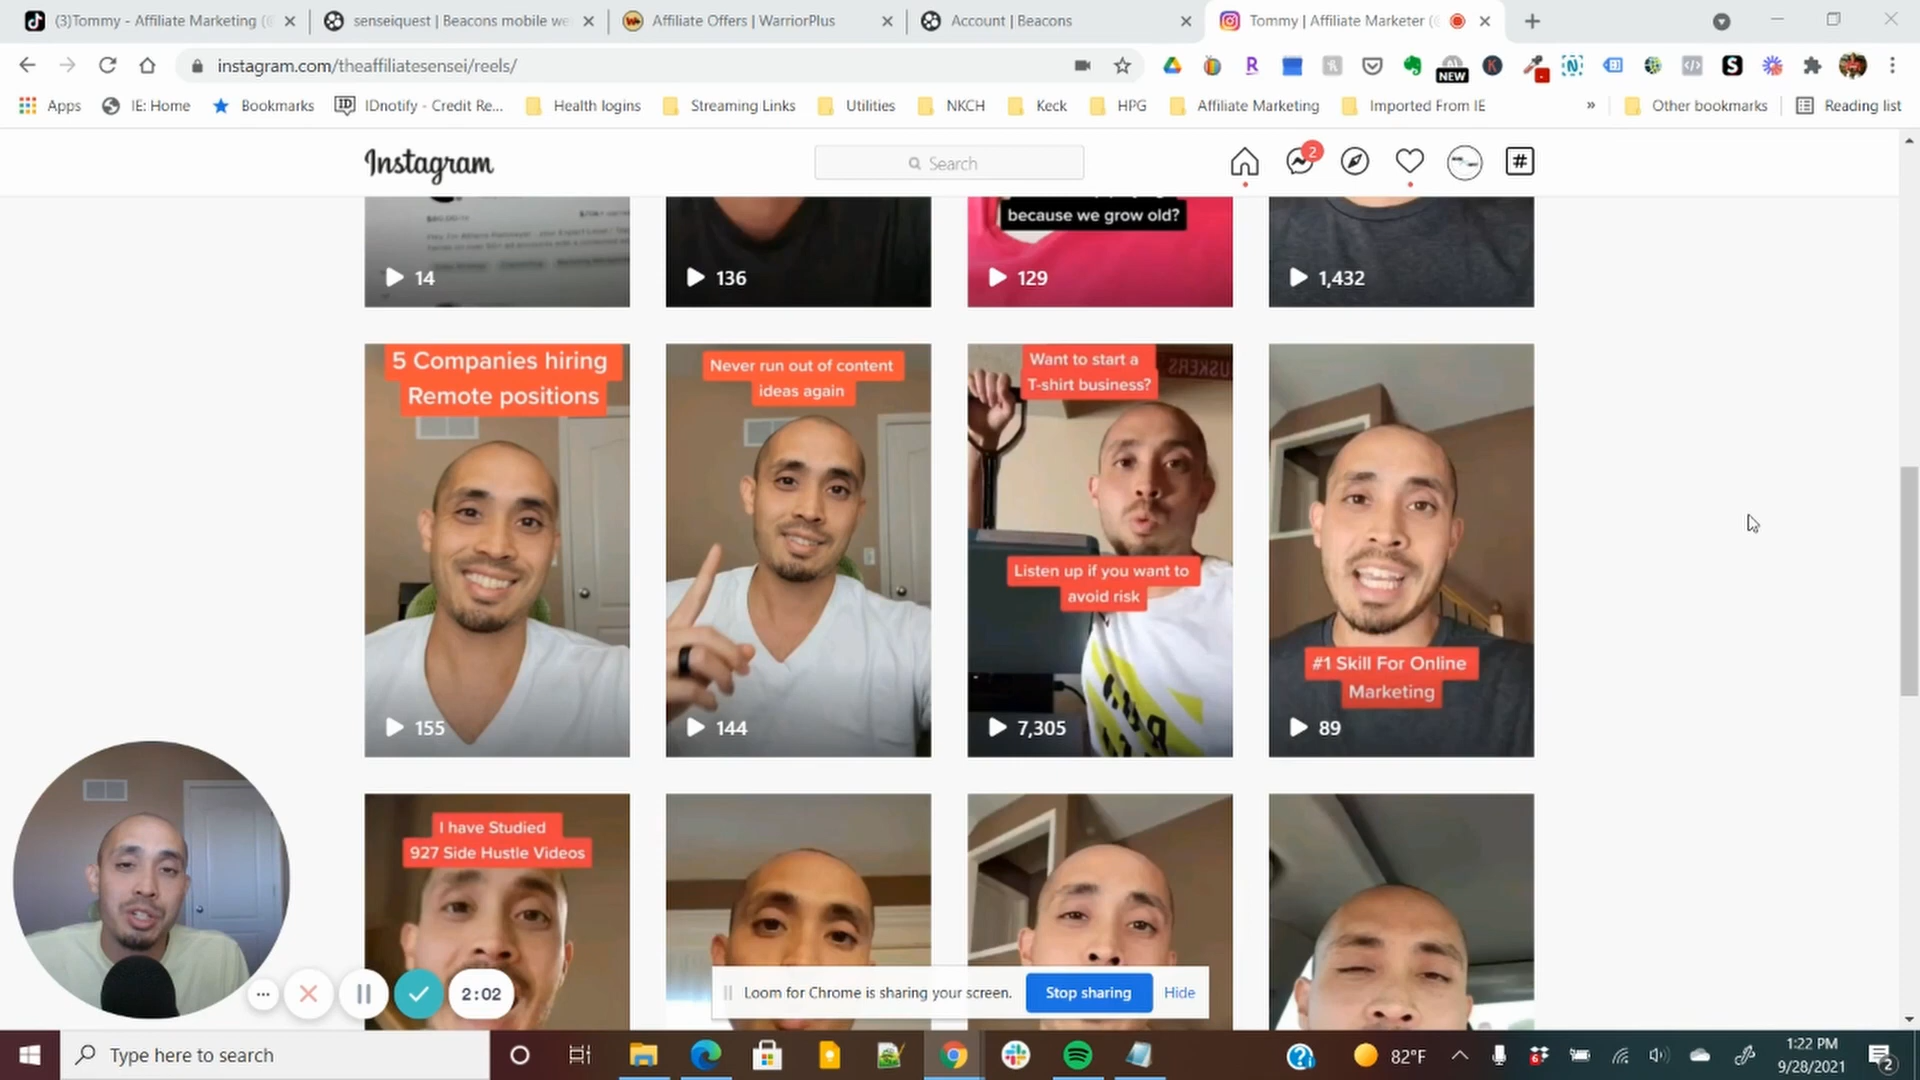 (3)Tommy - Affiliate Marketing (
senseiquest | Beacons mobile we
Affiliate Offers | WarriorPlus
Account | Beacons
Tommy | Affiliate Marketer (
instagram.com/theaffiliatesensei/reels/
NEW
Apps
IE: Home
Bookmarks
IDnotify - Credit Re...
Health logins
Streaming Links
Utilities
NKCH
Keck
HPG
Affiliate Marketing
Imported From IE
»
Other bookmarks
Reading list
Instagram
Search
2
because we grow old?
14
136
129
1,432
5 Companies hiring
Remote positions
Never run out of content
ideas again
Want to start a
T-shirt business?
Listen up if you want to
avoid risk
#1 Skill For Online
Marketing
155
144
7,305
89
I have Studied
927 Side Hustle Videos
2:02
Loom for Chrome is sharing your screen.
Stop sharing
Hide
Type here to search
82°F
1:22 PM
9/28/2021
2